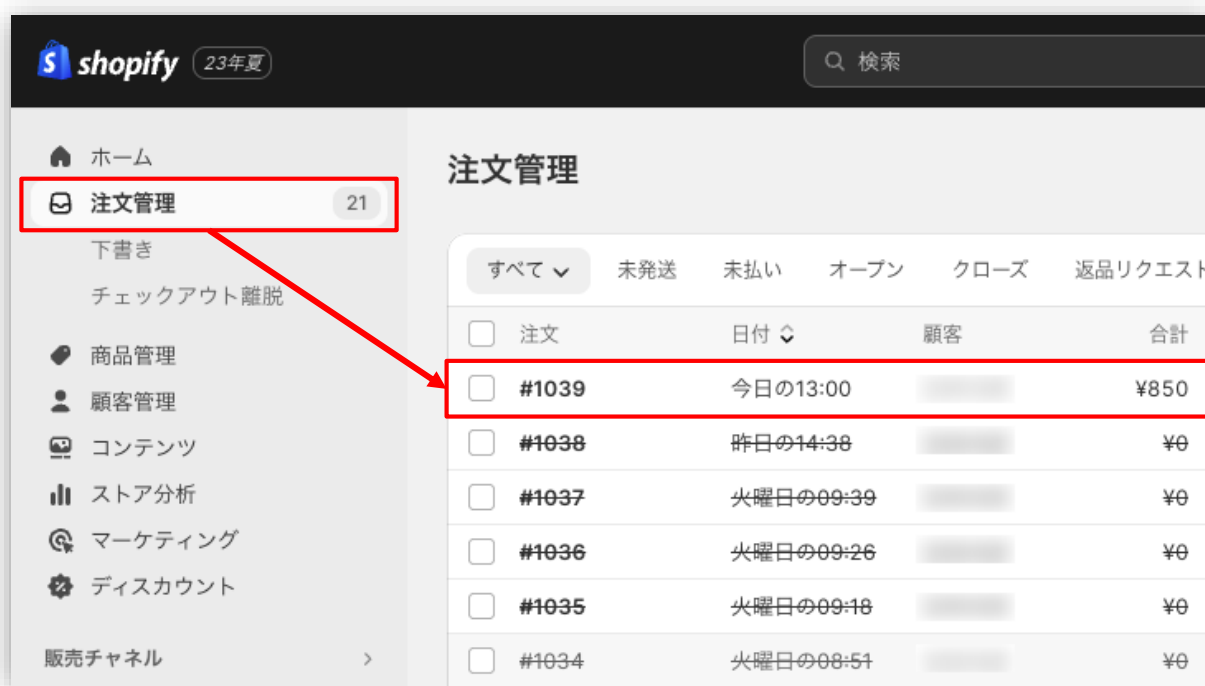 shopify 23年夏 検索
ホーム
注文管理 21
下書き
チェックアウト離脱
商品管理
顧客管理
コンテンツ
ストア分析
マーケティング
ディスカウント
販売チャネル
注文管理
すべて 未発送 未払い オープン クローズ 返品リクエスト
注文 日付 顧客 合計
#1039 今日の13:00 ¥850
#1038 昨日の14:38 ¥0
#1037 火曜日の09:39 ¥0
#1036 火曜日の09:26 ¥0
#1035 火曜日の09:18 ¥0
#1034 火曜日の08:51 ¥0